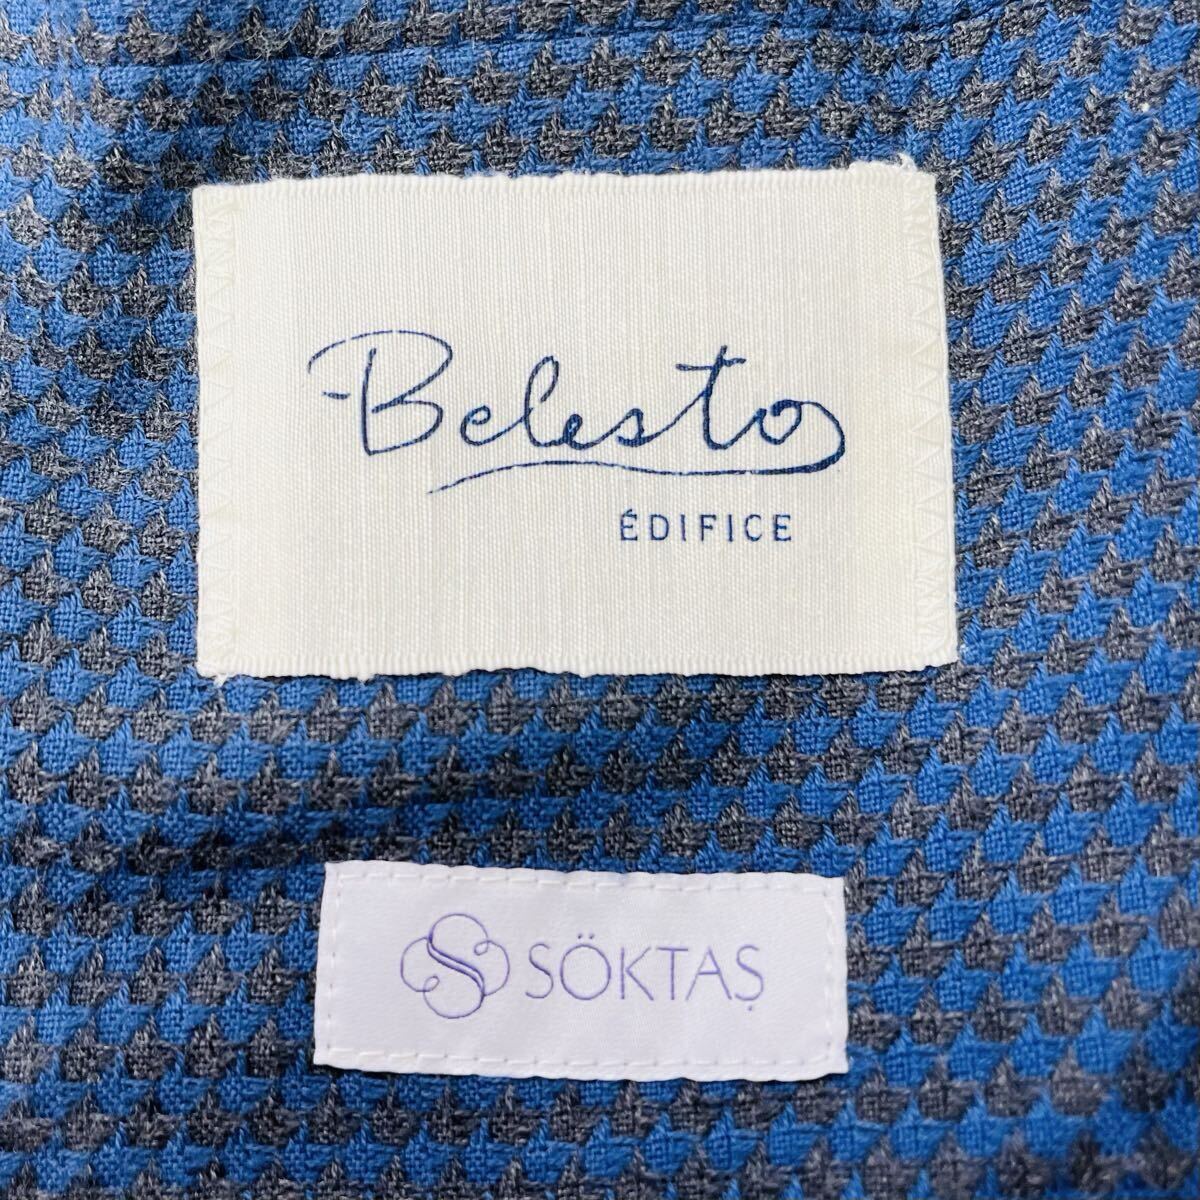 Belesto
ÉDIFICE
SÖKTAŞ